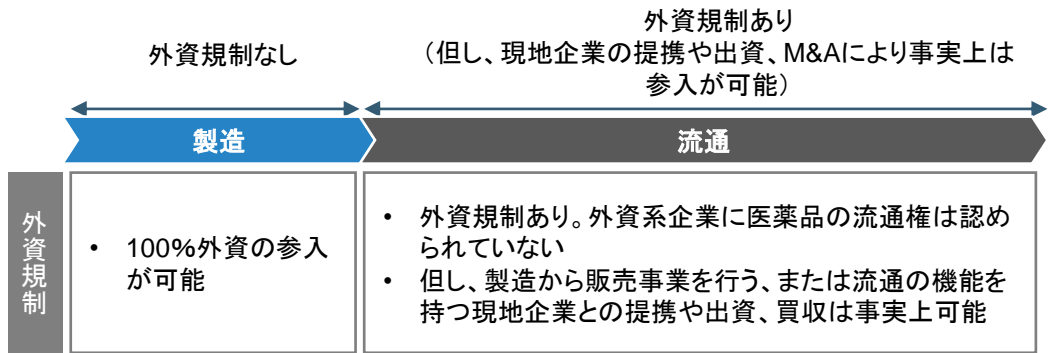 外資規制なし
外資規制あり
（但し、現地企業の提携や出資、M&Aにより事実上は
参入が可能）
製造
流通
外資規制
• 100%外資の参入
が可能
• 外資規制あり。外資系企業に医薬品の流通権は認め
られていない
• 但し、製造から販売事業を行う、または流通の機能を
持つ現地企業との提携や出資、買収は事実上可能